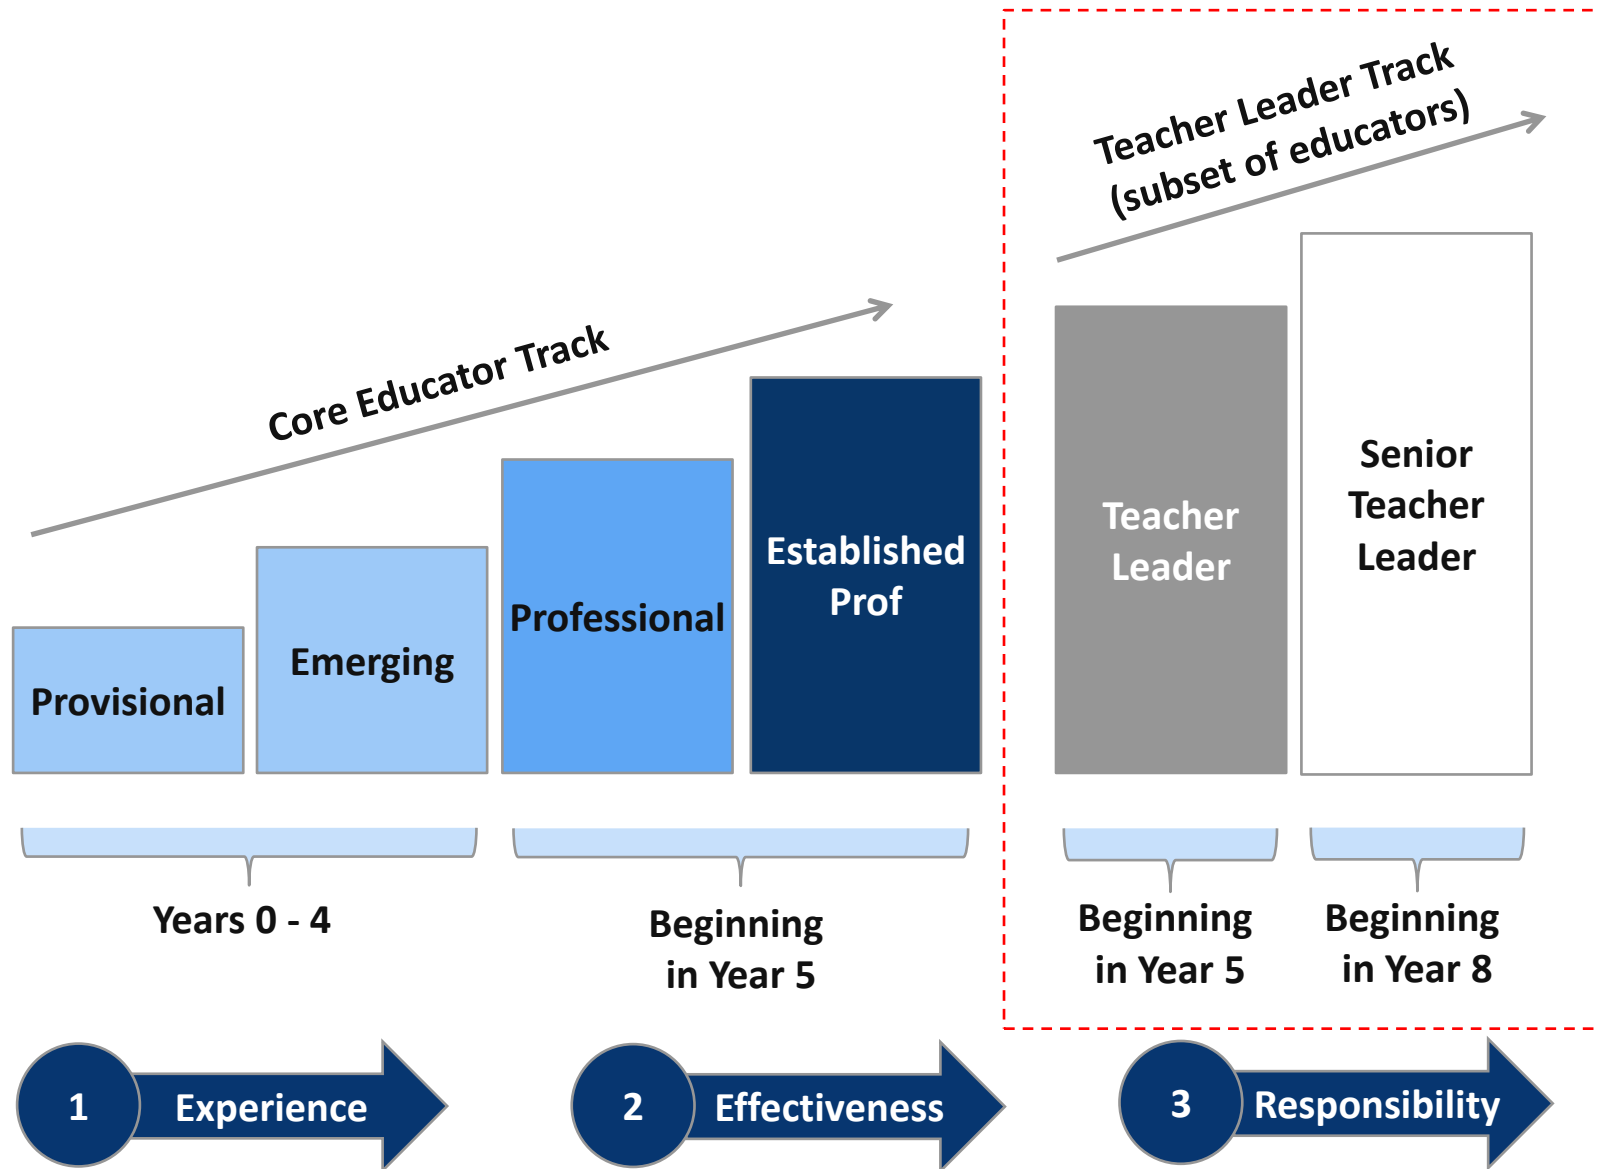 Teacher Leader Track
(subset of educators)
Core Educator Track
Provisional
Emerging
Professional
Established
Prof
Teacher
Leader
Senior
Teacher
Leader
Years 0 - 4
Beginning
in Year 5
Beginning
in Year 5
Beginning
in Year 8
1
Experience
2
Effectiveness
3
Responsibility